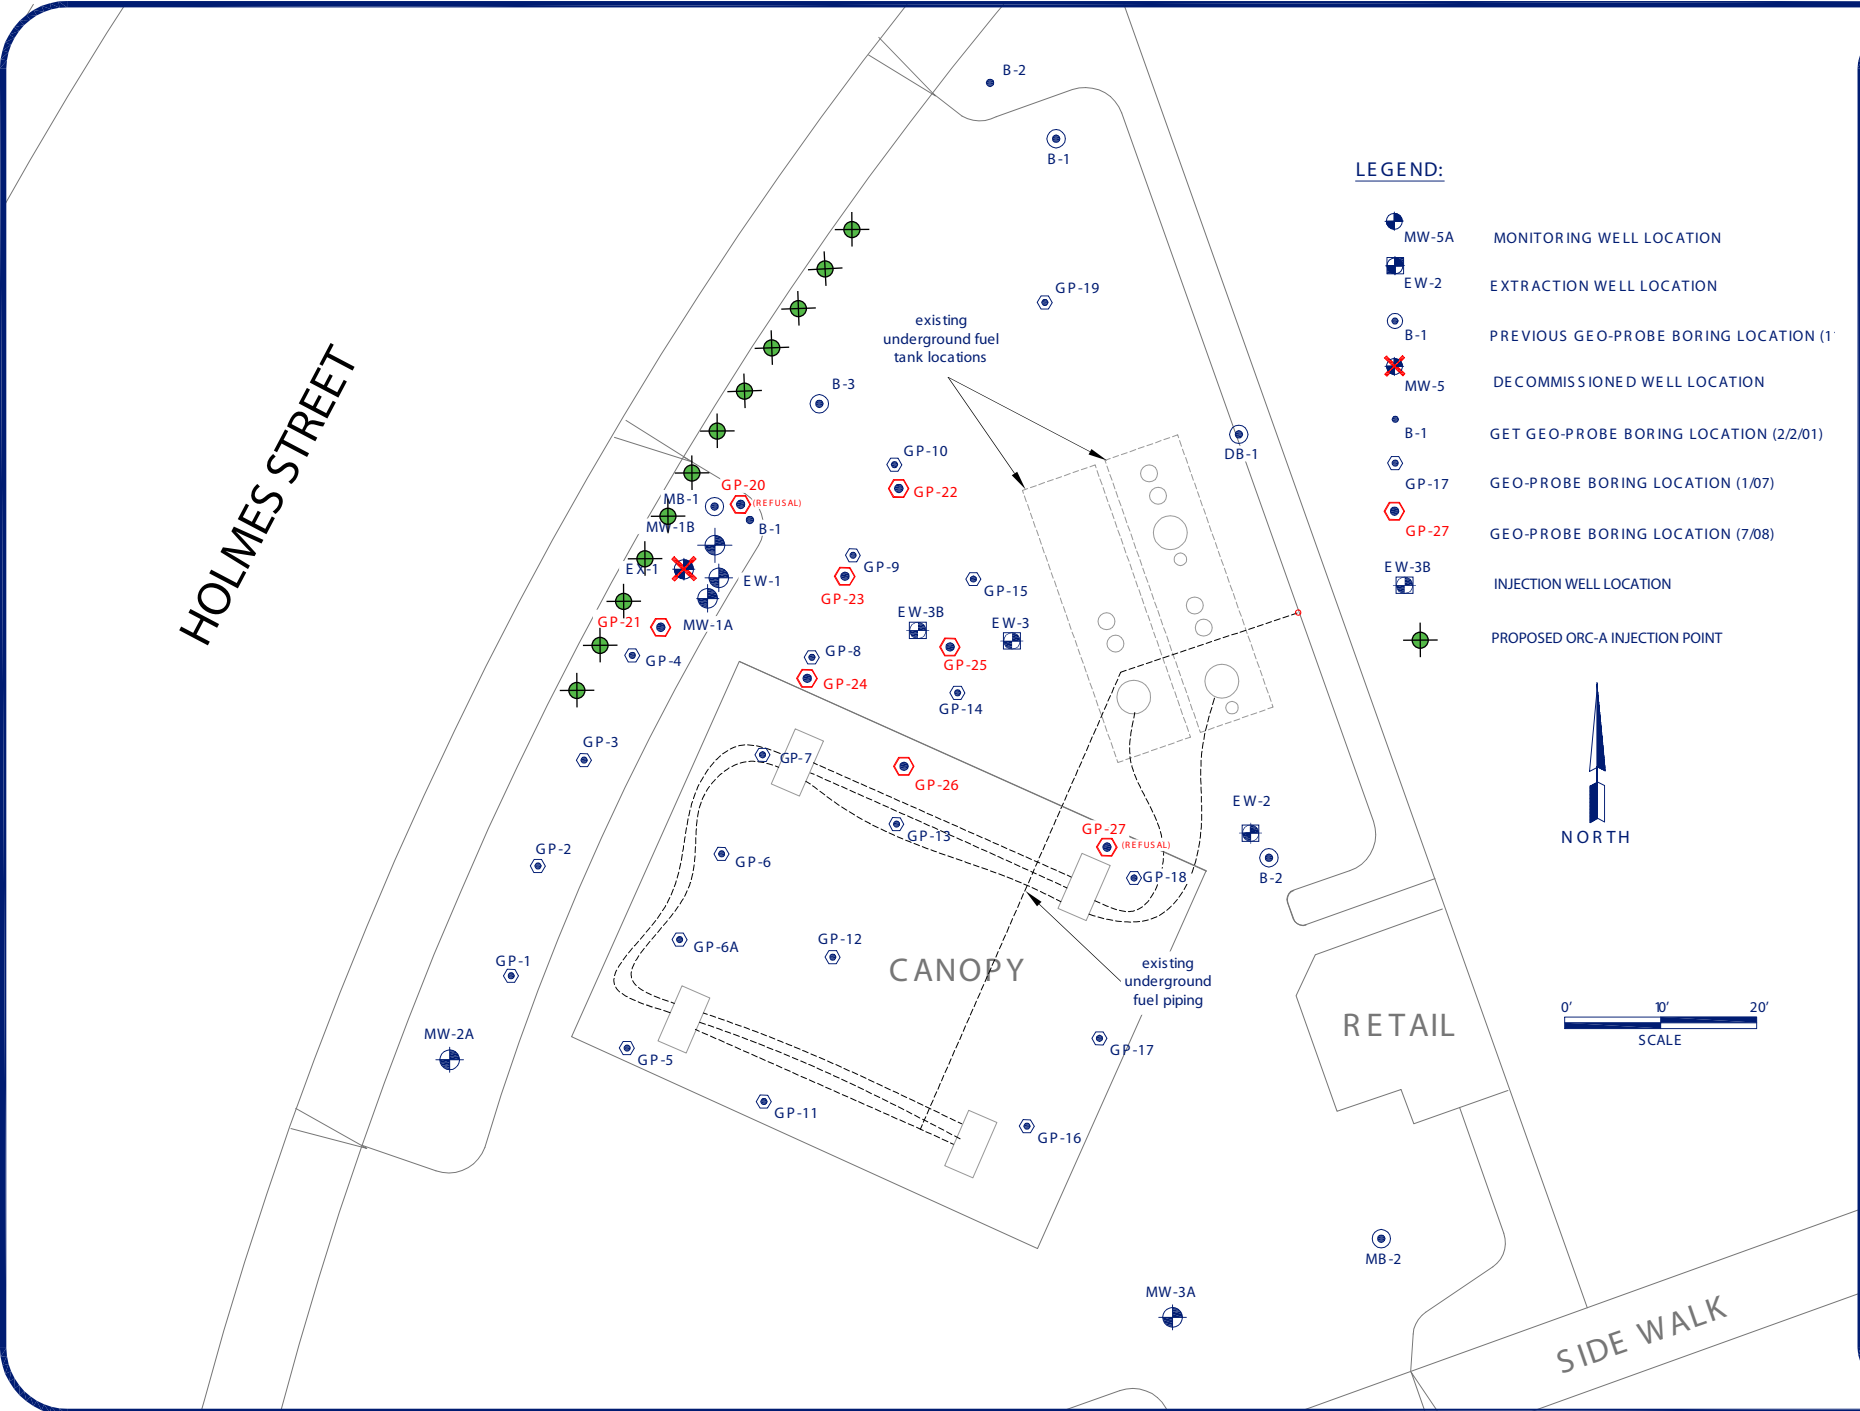 B-2
B-1
LEGEND:
MW-5A MONITORING WELL LOCATION
EW-2 EXTRACTION WELL LOCATION
B-1 PREVIOUS GEO-PROBE BORING LOCATION (1
MW-5 DECOMMISSIONED WELL LOCATION
B-1 GET GEO-PROBE BORING LOCATION (2/2/01)
GP-17 GEO-PROBE BORING LOCATION (1/07)
GP-27 GEO-PROBE BORING LOCATION (7/08)
EW-3B INJECTION WELL LOCATION
PROPOSED ORC-A INJECTION POINT
NORTH
0' 10' 20'
SCALE
HOLMES STREET
GP-19
existing
underground fuel
tank locations
B-3
GP-10
GP-22
DB-1
GP-20
(REFUSAL)
MB-1
MW-1B
B-1
EX-1
EW-1
GP-9
GP-23
GP-15
EW-3B
EW-3
GP-21
MW-1A
GP-4
GP-8
GP-25
GP-24
GP-14
GP-3
GP-7
GP-26
EW-2
GP-13
GP-27
(REFUSAL)
GP-2
GP-6
GP-18
B-2
GP-6A
GP-12
GP-1
CANOPY
existing
underground
fuel piping
MW-2A
RETAIL
GP-5
GP-17
GP-11
GP-16
MB-2
MW-3A
SIDE WALK